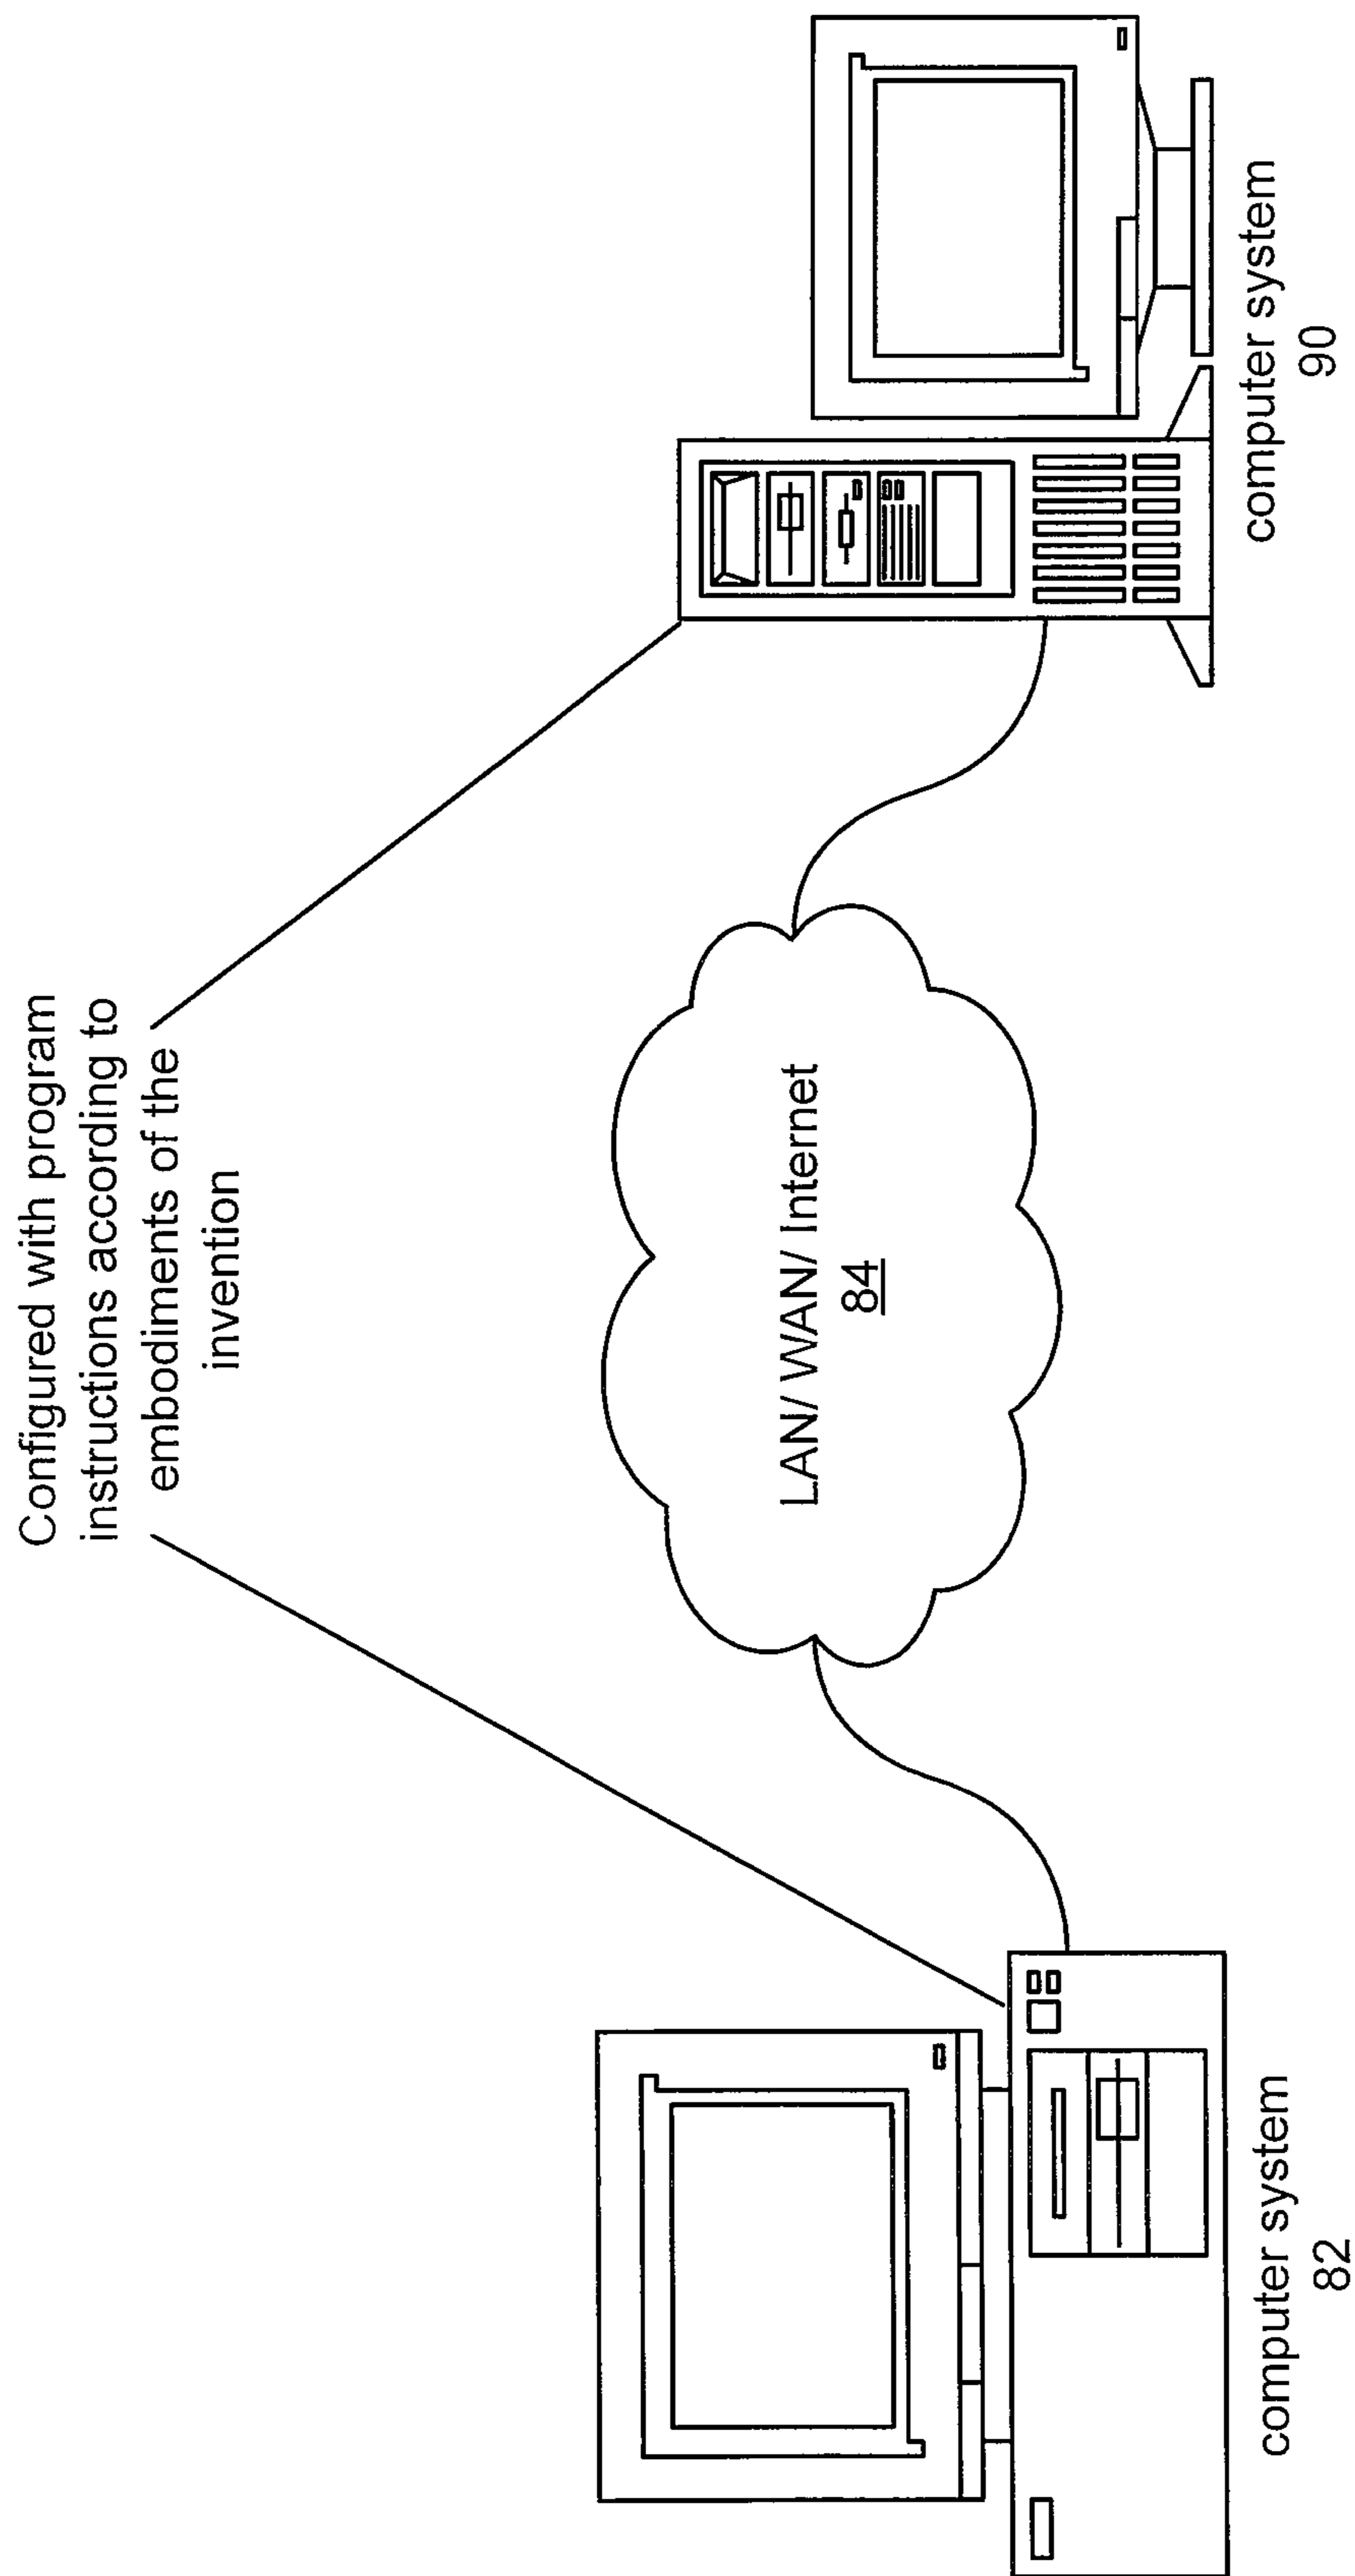 Configured with program
instructions according to
embodiments of the
invention
LAN/ WAN/ Internet
84
computer system
82
computer system
90